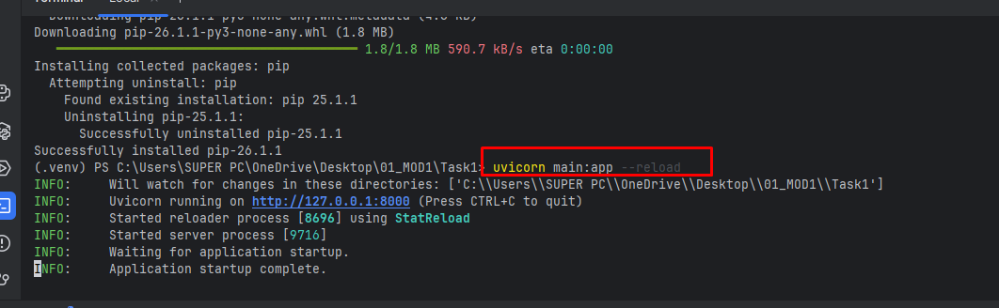 Terminal Local × +
Downloading pip-26.1.1-py3-none-any.whl.metadata (4.6 kB)
Downloading pip-26.1.1-py3-none-any.whl (1.8 MB)
1.8/1.8 MB 590.7 kB/s eta 0:00:00
Installing collected packages: pip
Attempting uninstall: pip
Found existing installation: pip 25.1.1
Uninstalling pip-25.1.1:
Successfully uninstalled pip-25.1.1
Successfully installed pip-26.1.1
(.venv) PS C:\Users\SUPER PC\OneDrive\Desktop\01_MOD1\Task1> uvicorn main:app --reload
INFO: Will watch for changes in these directories: ['C:\\Users\\SUPER PC\\OneDrive\\Desktop\\01_MOD1\\Task1']
INFO: Uvicorn running on http://127.0.0.1:8000 (Press CTRL+C to quit)
INFO: Started reloader process [8696] using StatReload
INFO: Started server process [9716]
INFO: Waiting for application startup.
INFO: Application startup complete.